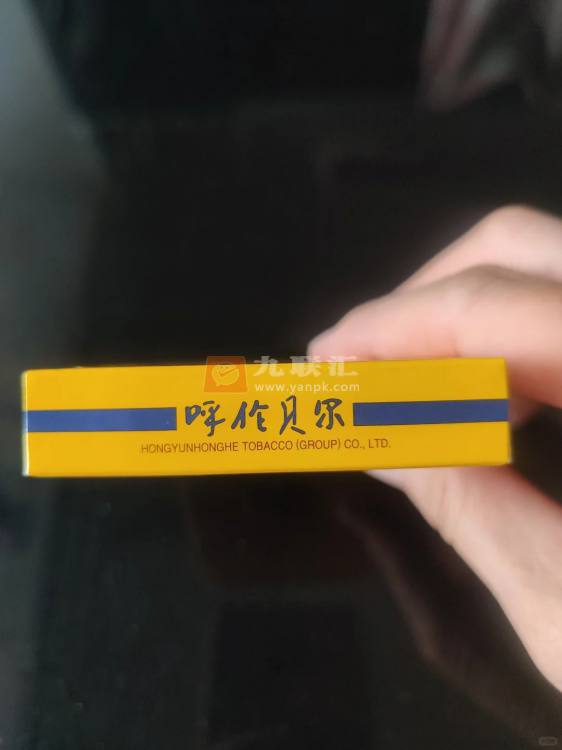 九联汇
www.yanpk.com
呼伦贝尔
HONGYUNHONGHE TOBACCO (GROUP) CO., LTD.